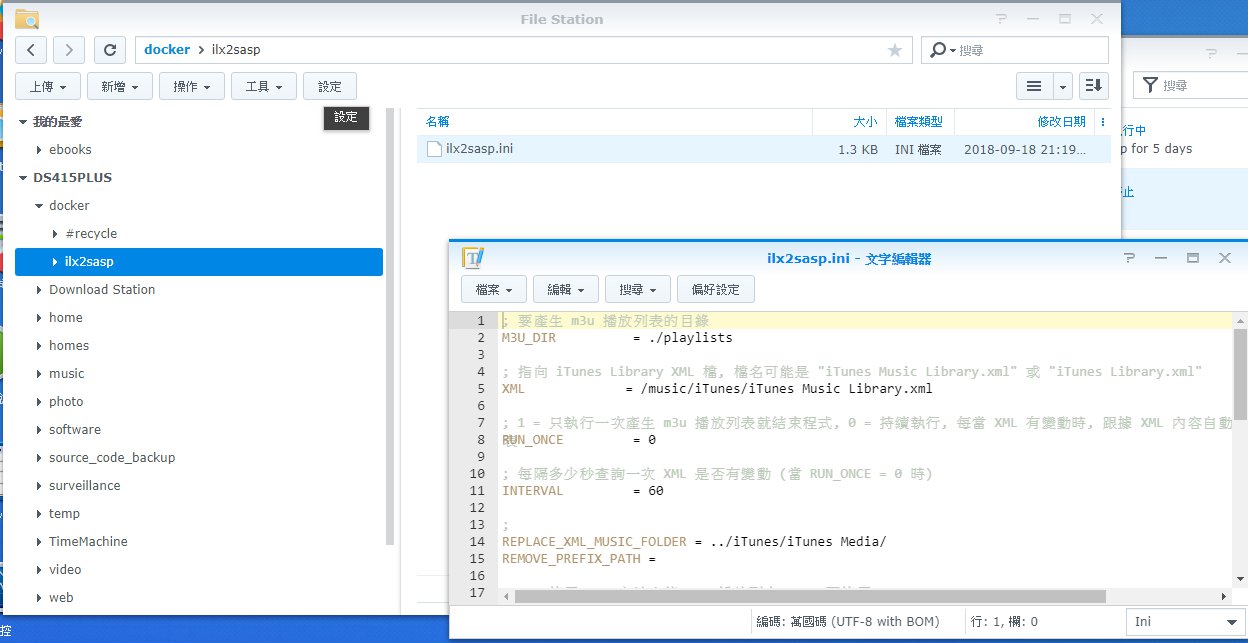 File Station
docker > ilx2sasp
搜尋
上傳
新增
操作
工具
設定
設定
搜尋
我的最愛
ebooks
DS415PLUS
docker
#recycle
ilx2sasp
Download Station
home
homes
music
photo
software
source_code_backup
surveillance
temp
TimeMachine
video
web
名稱 大小 檔案類型 修改日期
ilx2sasp.ini 1.3 KB INI 檔案 2018-09-18 21:19...
行中
p for 5 days
止
ilx2sasp.ini - 文字編輯器
檔案
編輯
搜尋
偏好設定
1 ; 要產生 m3u 播放列表的目錄
2 M3U_DIR = ./playlists
3
4 ; 指向 iTunes Library XML 檔, 檔名可能是 "iTunes Music Library.xml" 或 "iTunes Library.xml"
5 XML = /music/iTunes/iTunes Music Library.xml
6
7 ; 1 = 只執行一次產生 m3u 播放列表就結束程式, 0 = 持續執行, 每當 XML 有變動時, 跟據 XML 內容自動
8 RUN_ONCE = 0
9
10 ; 每隔多少秒查詢一次 XML 是否有變動 (當 RUN_ONCE = 0 時)
11 INTERVAL = 60
12
13 ;
14 REPLACE_XML_MUSIC_FOLDER = ../iTunes/iTunes Media/
15 REMOVE_PREFIX_PATH =
16
17
編碼: 萬國碼 (UTF-8 with BOM)
行: 1, 欄: 0
Ini
控